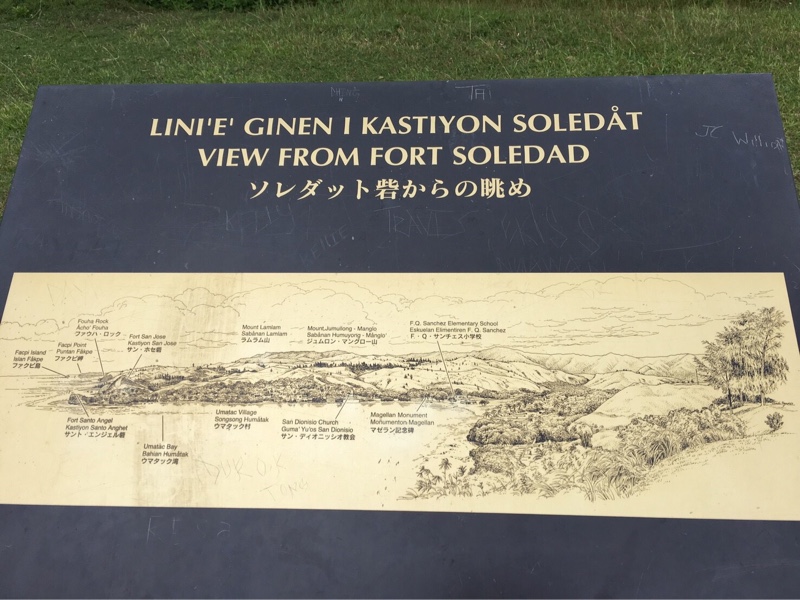 LINI'E' GINEN I KASTIYON SOLEDÅT
VIEW FROM FORT SOLEDAD
ソレダット砦からの眺め
Fouha Rock
Acho' Fouha
ファウハ・ロック
Facpi Point
Puntan Fåkpe
ファクピ岬
Facpi Island
Islan Fåkpe
ファクピ島
Fort San Jose
Kastiyon San Jose
サン・ホセ砦
Mount Lamlam
Sabånan Lamlam
ラムラム山
Mount Jumullong - Manglo
Sabånan Humuyong - Månglo'
ジュムロン・マングロー山
F.Q. Sanchez Elementary School
Eskuelan Elimentiren F. Q. Sanchez
F.・Q・サンチェス小学校
Fort Santo Angel
Kastiyon Santo Anghet
サント・エンジェル砦
Umatac Bay
Bahian Humåtak
ウマタック湾
Umatac Village
Songsong Humåtak
ウマタック村
San Dionisio Church
Guma' Yu'os San Dionisio
サン・ディオニッシオ教会
Magellan Monument
Moñumenton Magellan
マゼラン記念碑
TRAVIS
JC